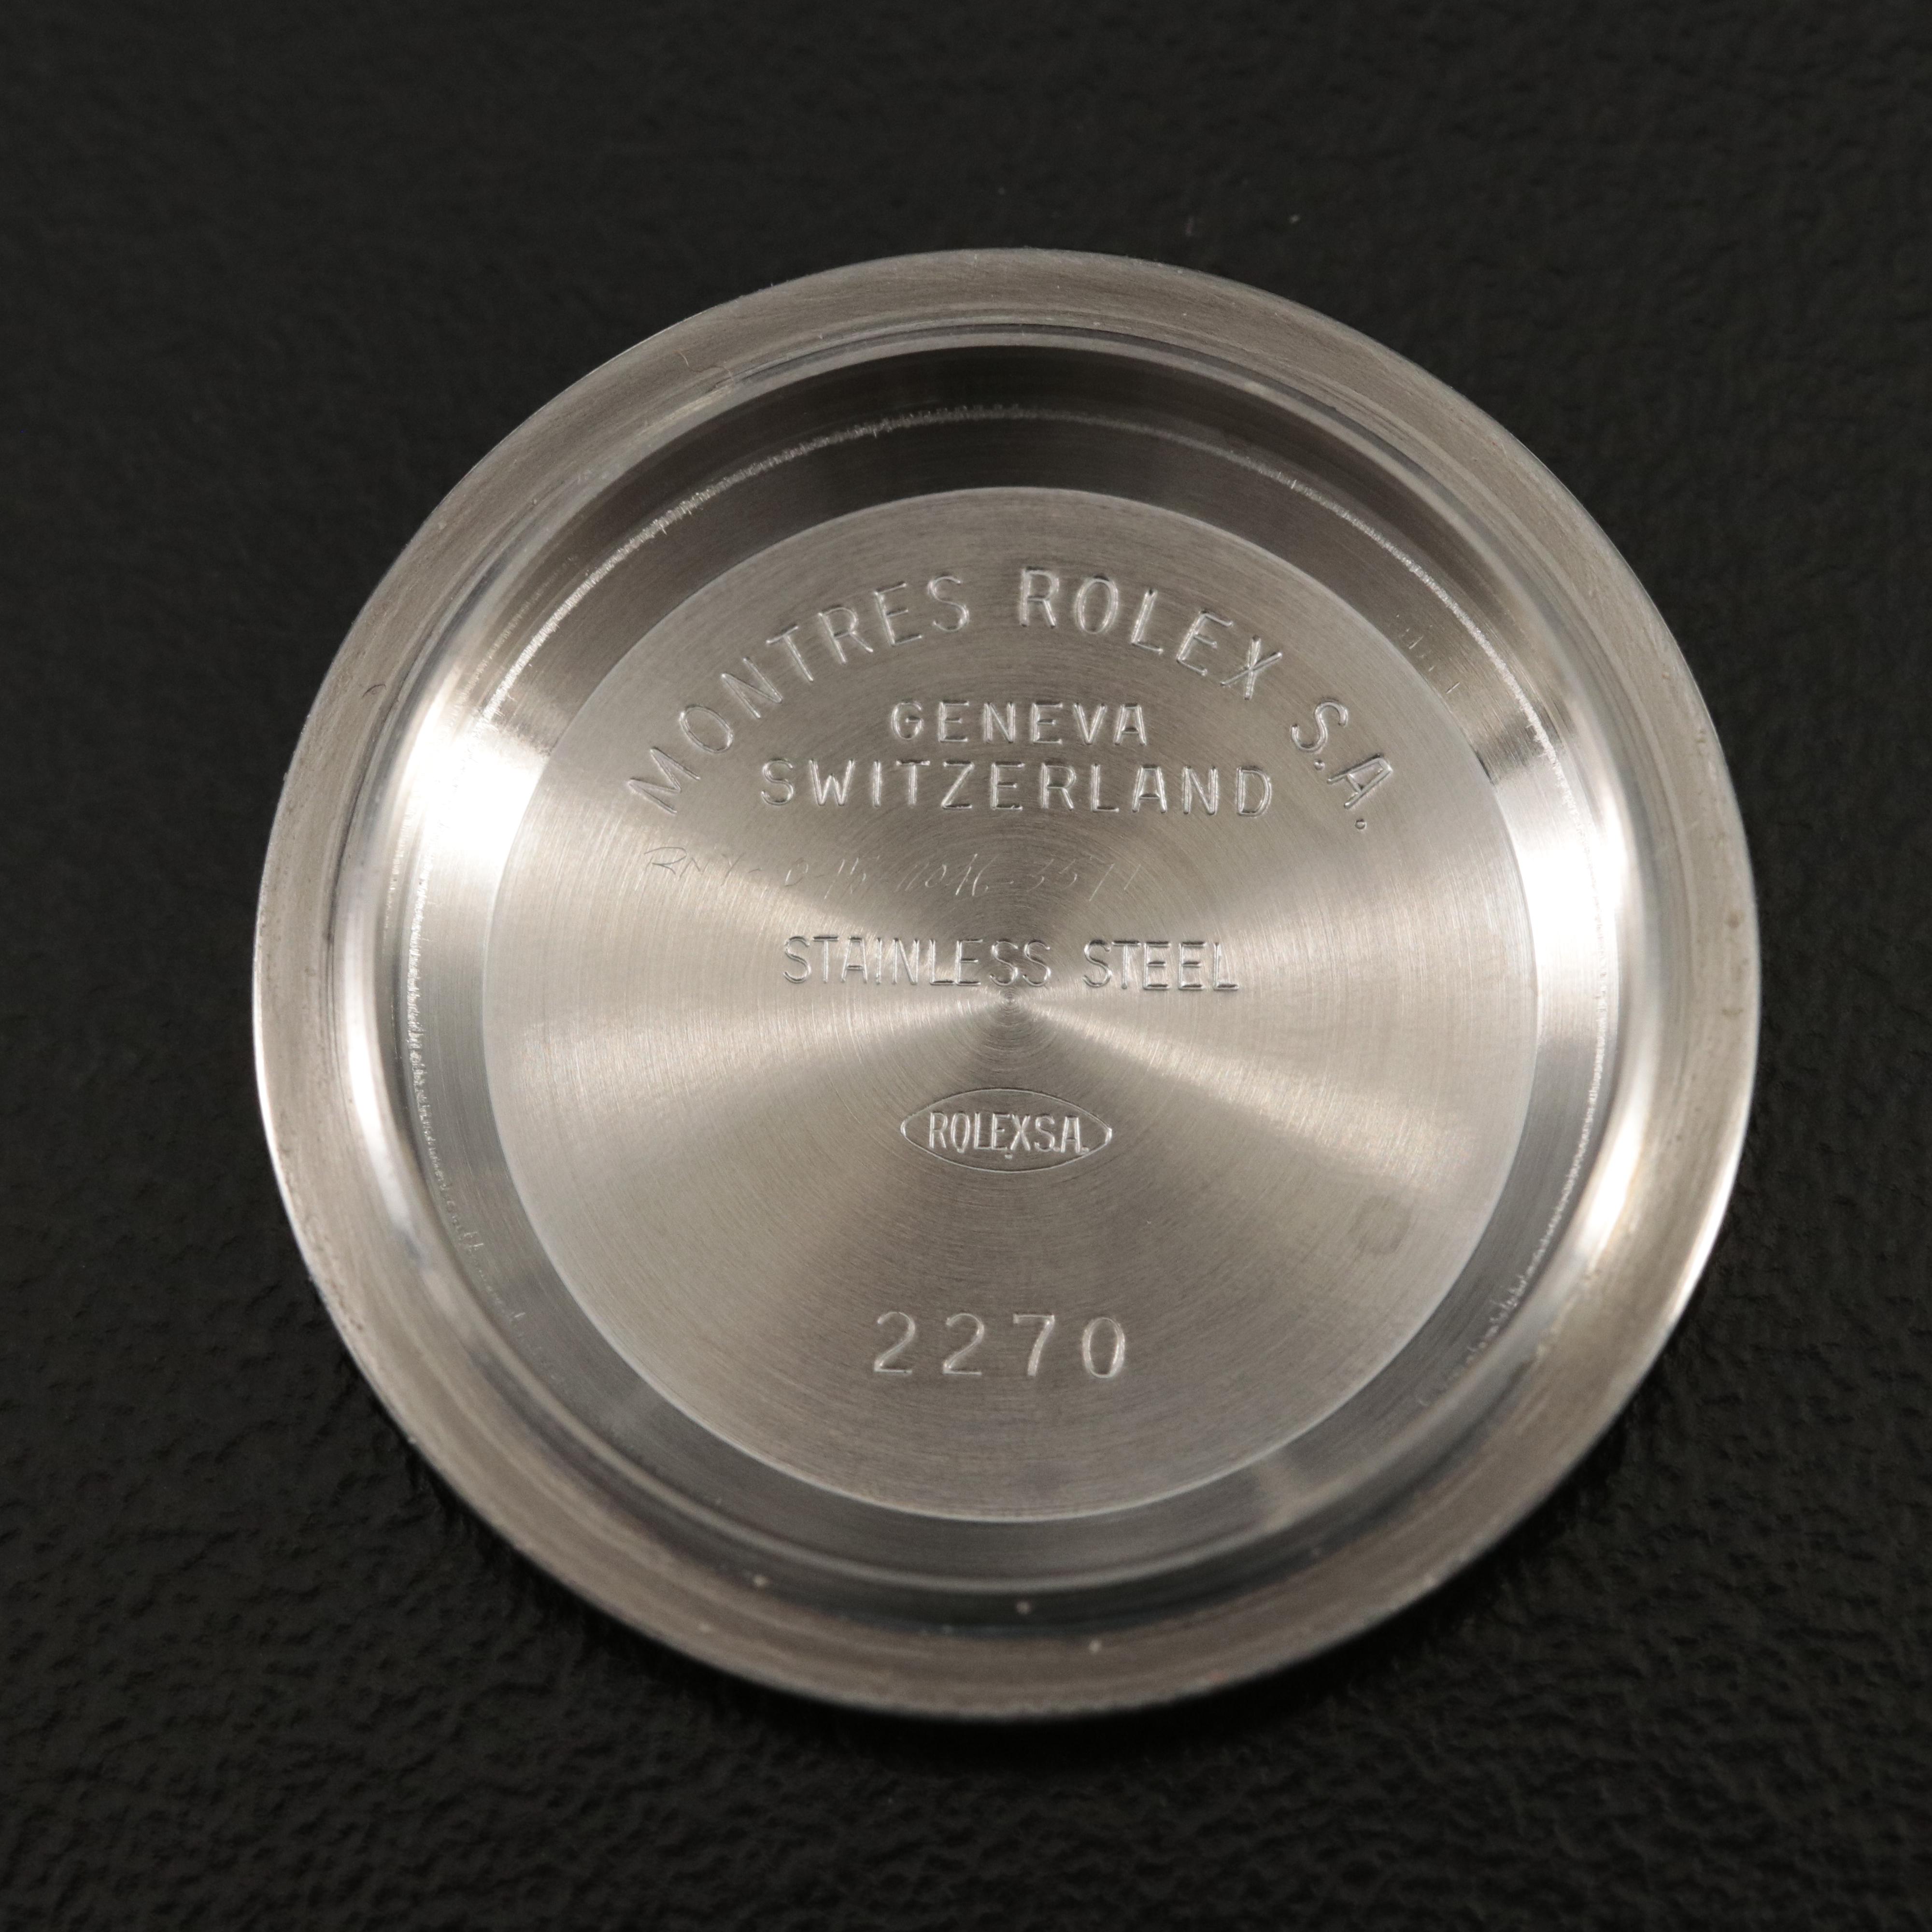 MONTRES ROLEX S.A.
GENEVA
SWITZERLAND
STAINLESS STEEL
ROLEX S.A.
2270